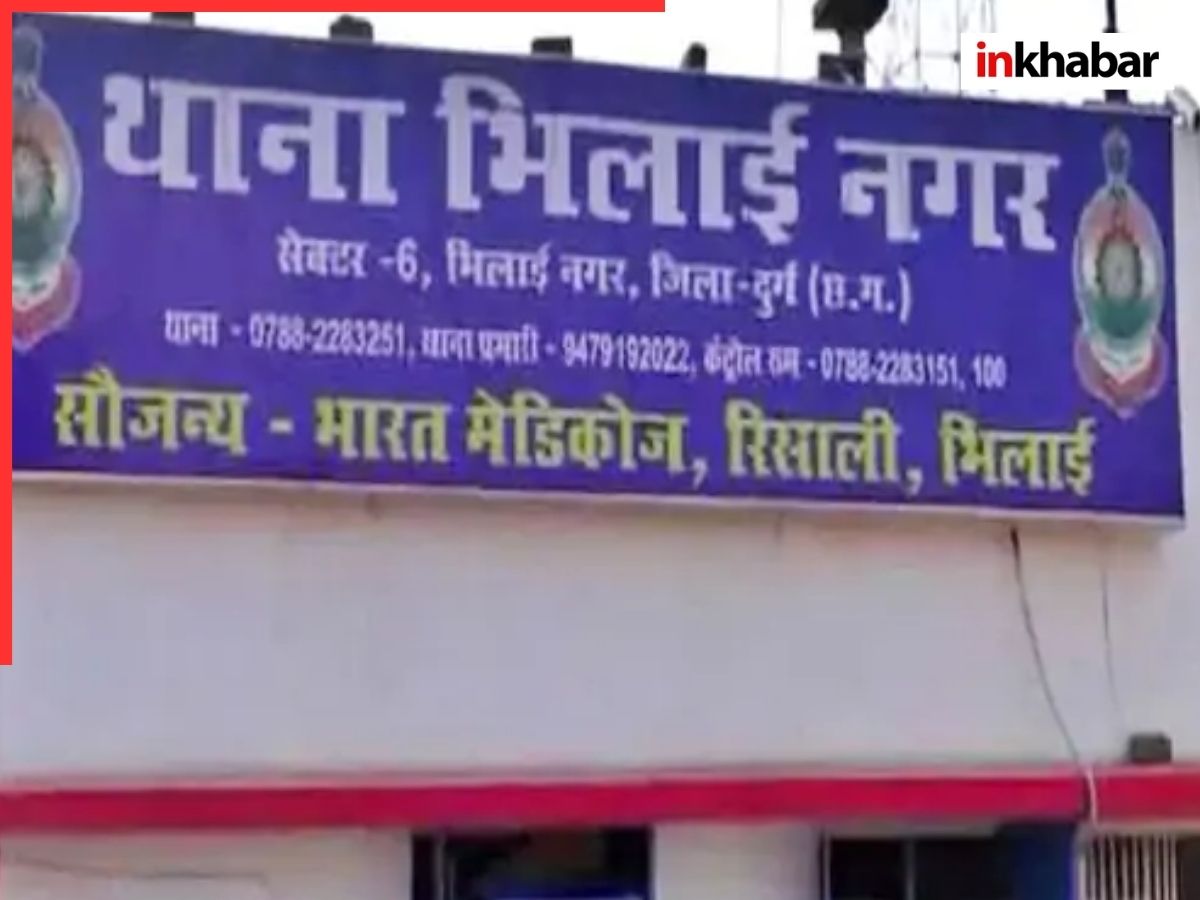 inkhabar
थाना भिलाई नगर
सेक्टर -6, भिलाई नगर, जिला-दुर्ग (छ.ग.)
थाना - 0788-2283251, थाना प्रभारी - 9479192022, कंट्रोल रुम - 0788-2283151, 100
सौजन्य - भारत मेडिकोज, रिसाली, भिलाई